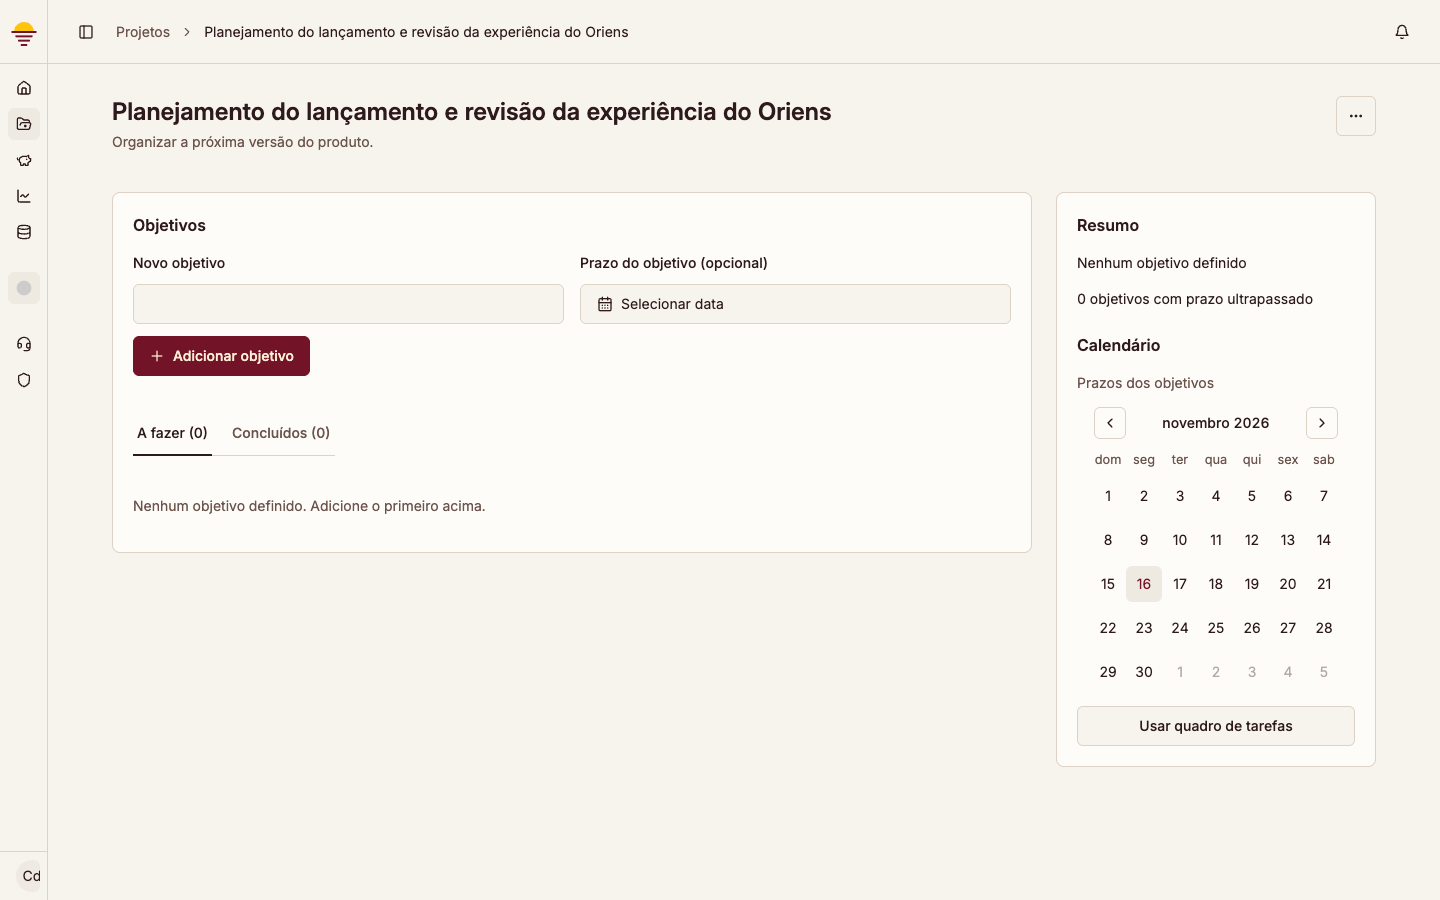 Projetos > Planejamento do lançamento e revisão da experiência do Oriens
Planejamento do lançamento e revisão da experiência do Oriens
Organizar a próxima versão do produto.
Objetivos
Novo objetivo
Prazo do objetivo (opcional)
Selecionar data
Adicionar objetivo
A fazer (0) Concluídos (0)
Nenhum objetivo definido. Adicione o primeiro acima.
Resumo
Nenhum objetivo definido
0 objetivos com prazo ultrapassado
Calendário
Prazos dos objetivos
novembro 2026
dom seg ter qua qui sex sab
1 2 3 4 5 6 7
8 9 10 11 12 13 14
15 16 17 18 19 20 21
22 23 24 25 26 27 28
29 30 1 2 3 4 5
Usar quadro de tarefas
Cd